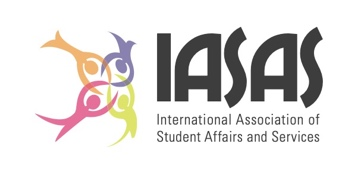 IASAS
International Association of
Student Affairs and Services